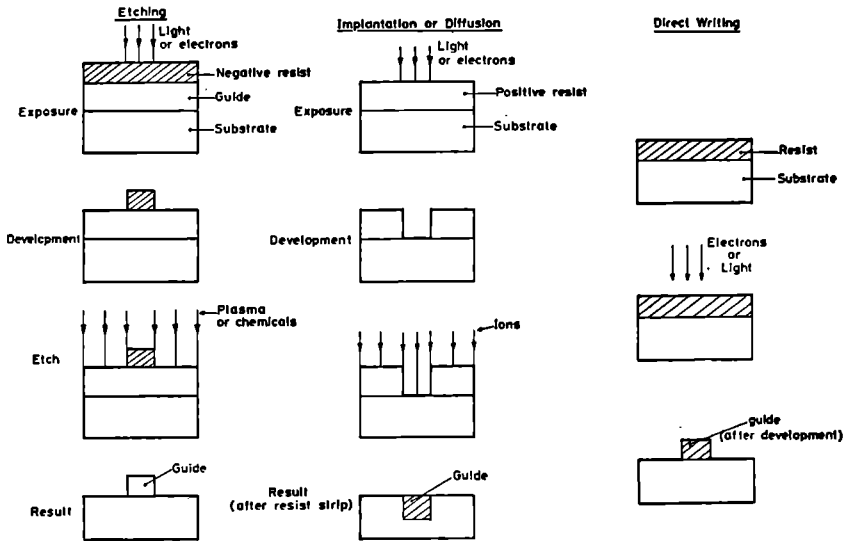 Etching
Light
or electrons
Negative resist
Guide
Exposure
Substrate
Development
Plasma
or chemicals
Etch
Guide
Result
Implantation or Diffusion
Light
or electrons
Positive resist
Exposure
Substrate
Development
Ions
Result
(after resist strip)
Guide
Direct Writing
Resist
Substrate
Electrons
or
Light
guide
(after development)